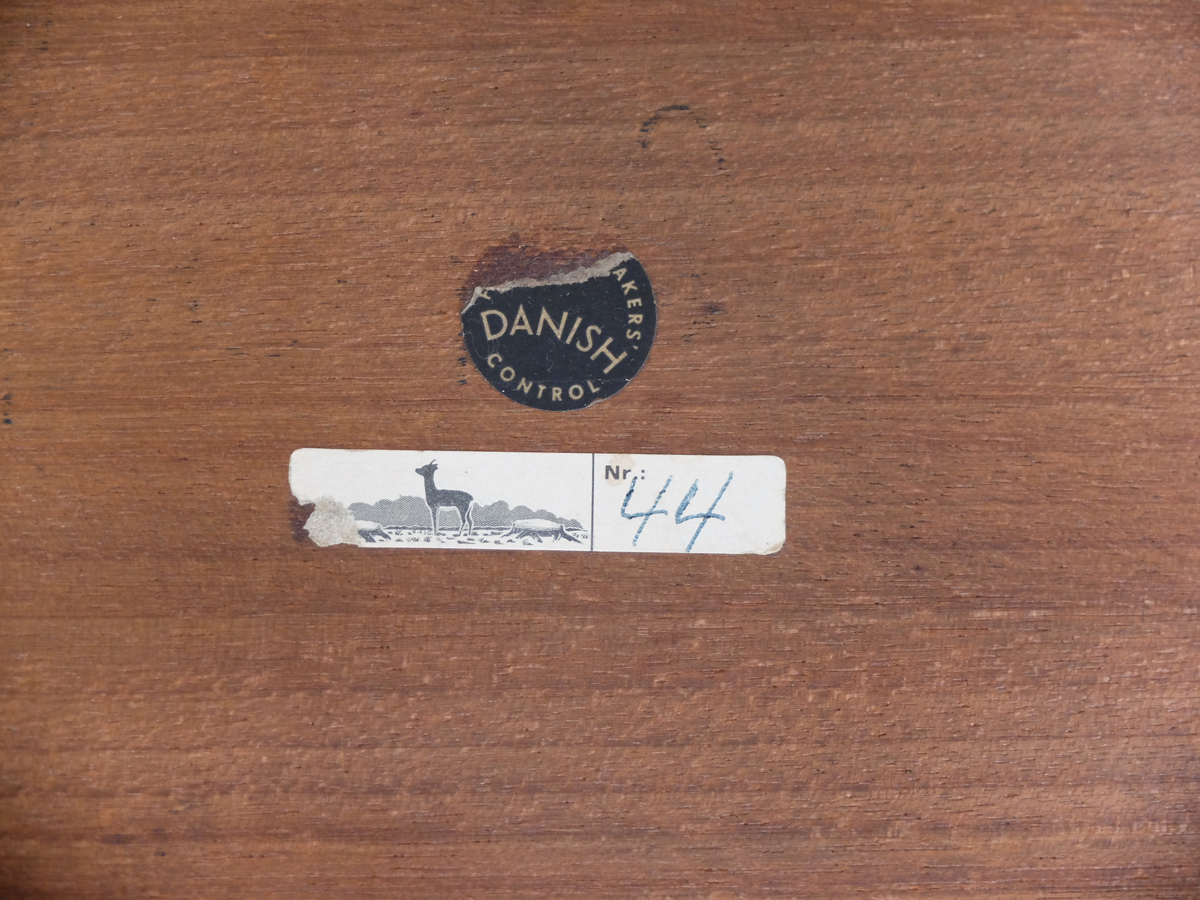 AKERS'
DANISH
CONTROL
Nr.:
44